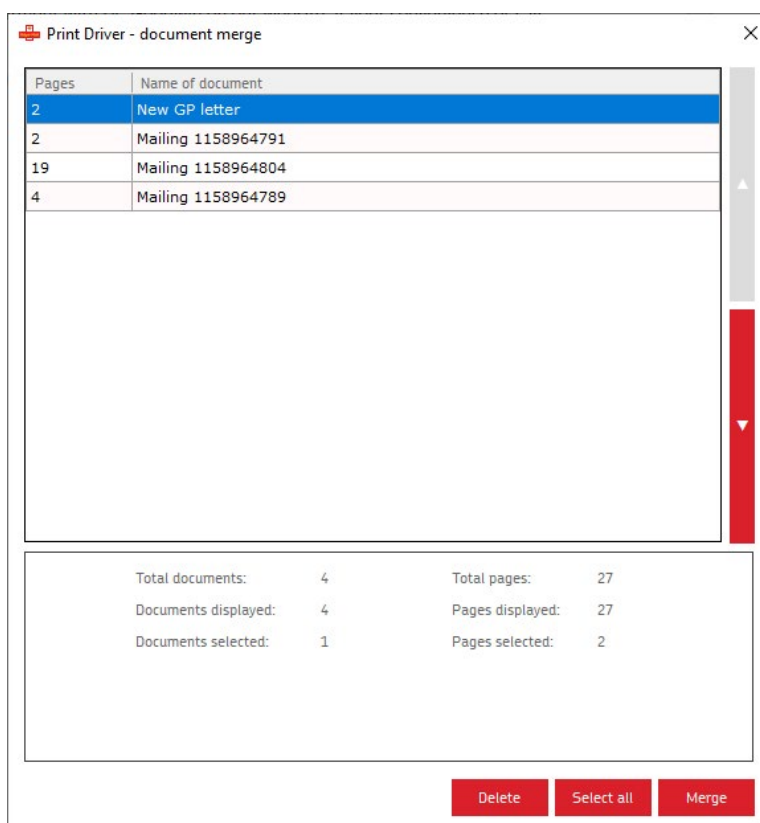 Print Driver - document merge
Pages Name of document
2 New GP letter
2 Mailing 1158964791
19 Mailing 1158964804
4 Mailing 1158964789
Total documents: 4 Total pages: 27
Documents displayed: 4 Pages displayed: 27
Documents selected: 1 Pages selected: 2
Delete Select all Merge